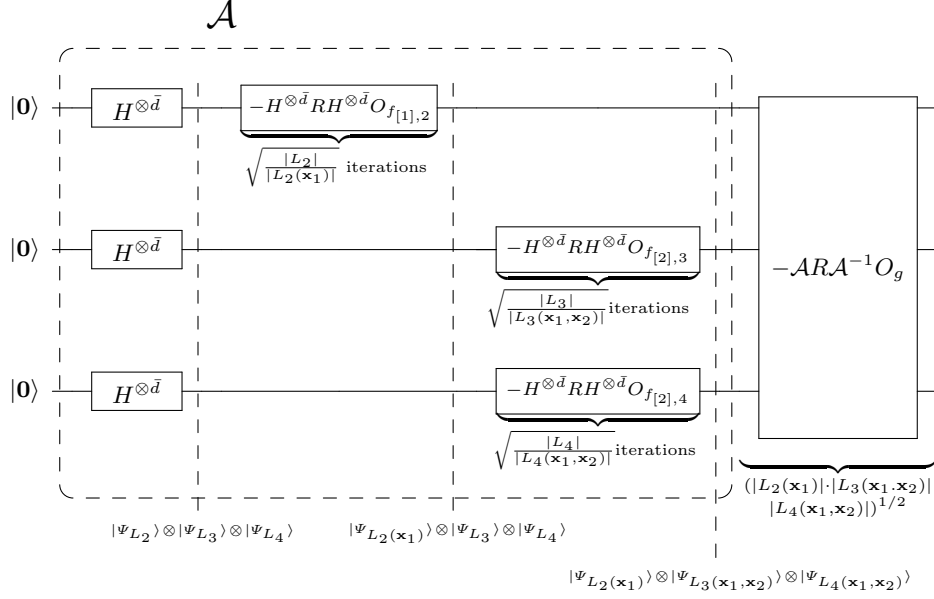 𝒜
|𝟎⟩ H^{⊗d̄} −H^{⊗d̄}RH^{⊗d̄}O_{f_{[1],2}}
√(|L_2|/|L_2(𝐱_1)|) iterations
|𝟎⟩ H^{⊗d̄} −H^{⊗d̄}RH^{⊗d̄}O_{f_{[2],3}} −𝒜R𝒜^{−1}O_g
√(|L_3|/|L_3(𝐱_1,𝐱_2)|) iterations
|𝟎⟩ H^{⊗d̄} −H^{⊗d̄}RH^{⊗d̄}O_{f_{[2],4}}
√(|L_4|/|L_4(𝐱_1,𝐱_2)|) iterations
(|L_2(𝐱_1)|·|L_3(𝐱_1.𝐱_2)|
|L_4(𝐱_1,𝐱_2)|)^{1/2}
|Ψ_{L_2}⟩⊗|Ψ_{L_3}⟩⊗|Ψ_{L_4}⟩ |Ψ_{L_2(𝐱_1)}⟩⊗|Ψ_{L_3}⟩⊗|Ψ_{L_4}⟩
|Ψ_{L_2(𝐱_1)}⟩⊗|Ψ_{L_3(𝐱_1,𝐱_2)}⟩⊗|Ψ_{L_4(𝐱_1,𝐱_2)}⟩